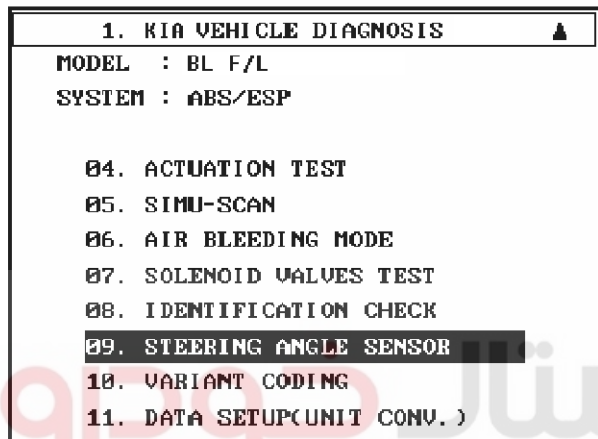 1. KIA VEHICLE DIAGNOSIS ▲
MODEL : BL F/L
SYSTEM : ABS/ESP
04. ACTUATION TEST
05. SIMU-SCAN
06. AIR BLEEDING MODE
07. SOLENOID VALVES TEST
08. IDENTIFICATION CHECK
09. STEERING ANGLE SENSOR
10. VARIANT CODING
11. DATA SETUP(UNIT CONV.)